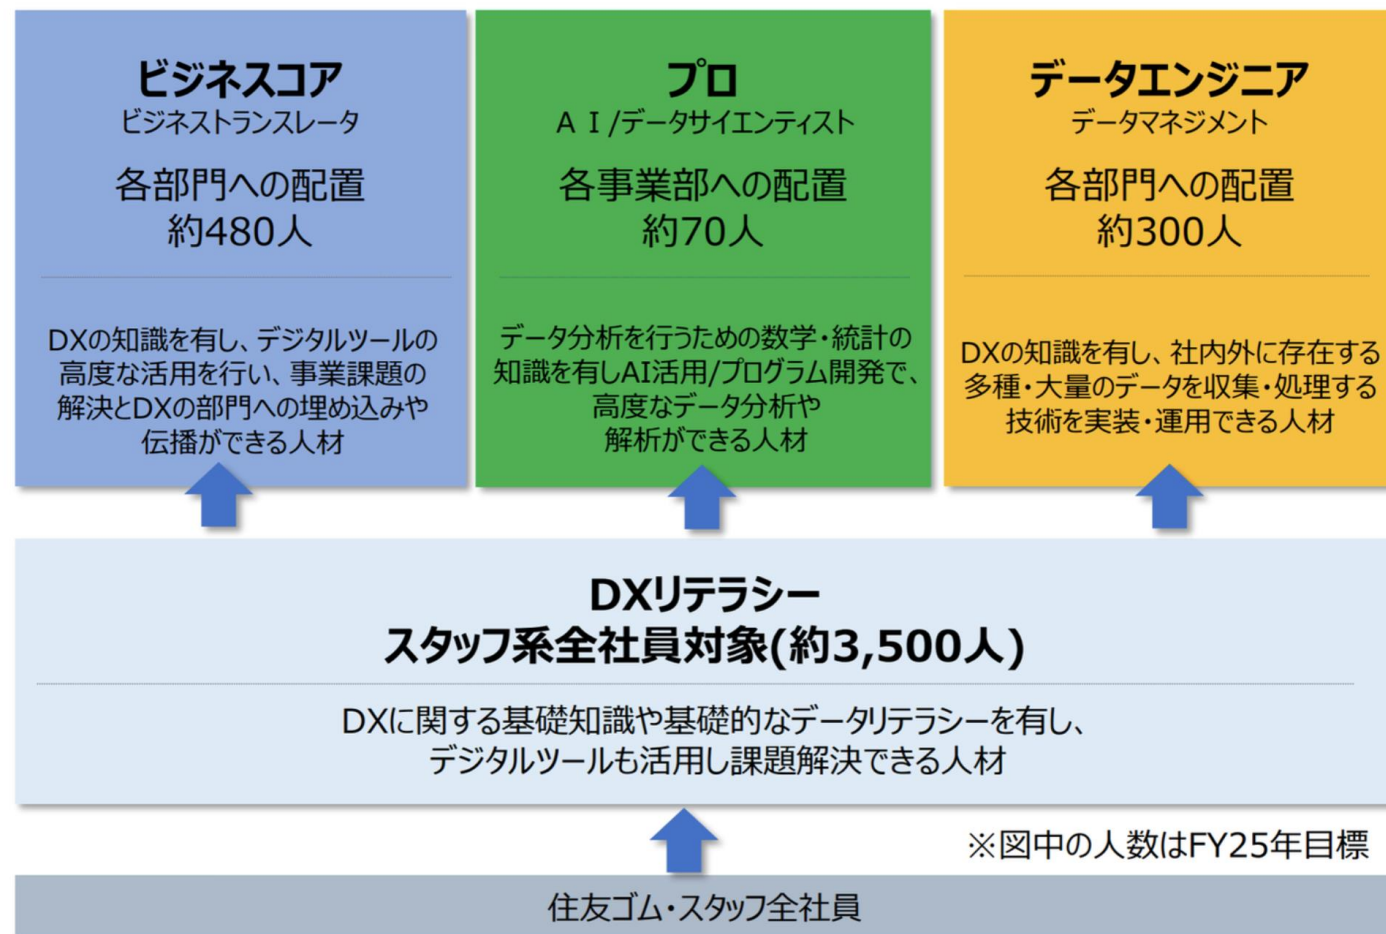 ビジネスコア
ビジネストランスレータ
各部門への配置
約480人
DXの知識を有し、デジタルツールの
高度な活用を行い、事業課題の
解決とDXの部門への埋め込みや
伝播ができる人材
プロ
ＡＩ/データサイエンティスト
各事業部への配置
約70人
データ分析を行うための数学・統計の
知識を有しAI活用/プログラム開発で、
高度なデータ分析や
解析ができる人材
データエンジニア
データマネジメント
各部門への配置
約300人
DXの知識を有し、社内外に存在する
多種・大量のデータを収集・処理する
技術を実装・運用できる人材
DXリテラシー
スタッフ系全社員対象(約3,500人)
DXに関する基礎知識や基礎的なデータリテラシーを有し、
デジタルツールも活用し課題解決できる人材
※図中の人数はFY25年目標
住友ゴム・スタッフ全社員